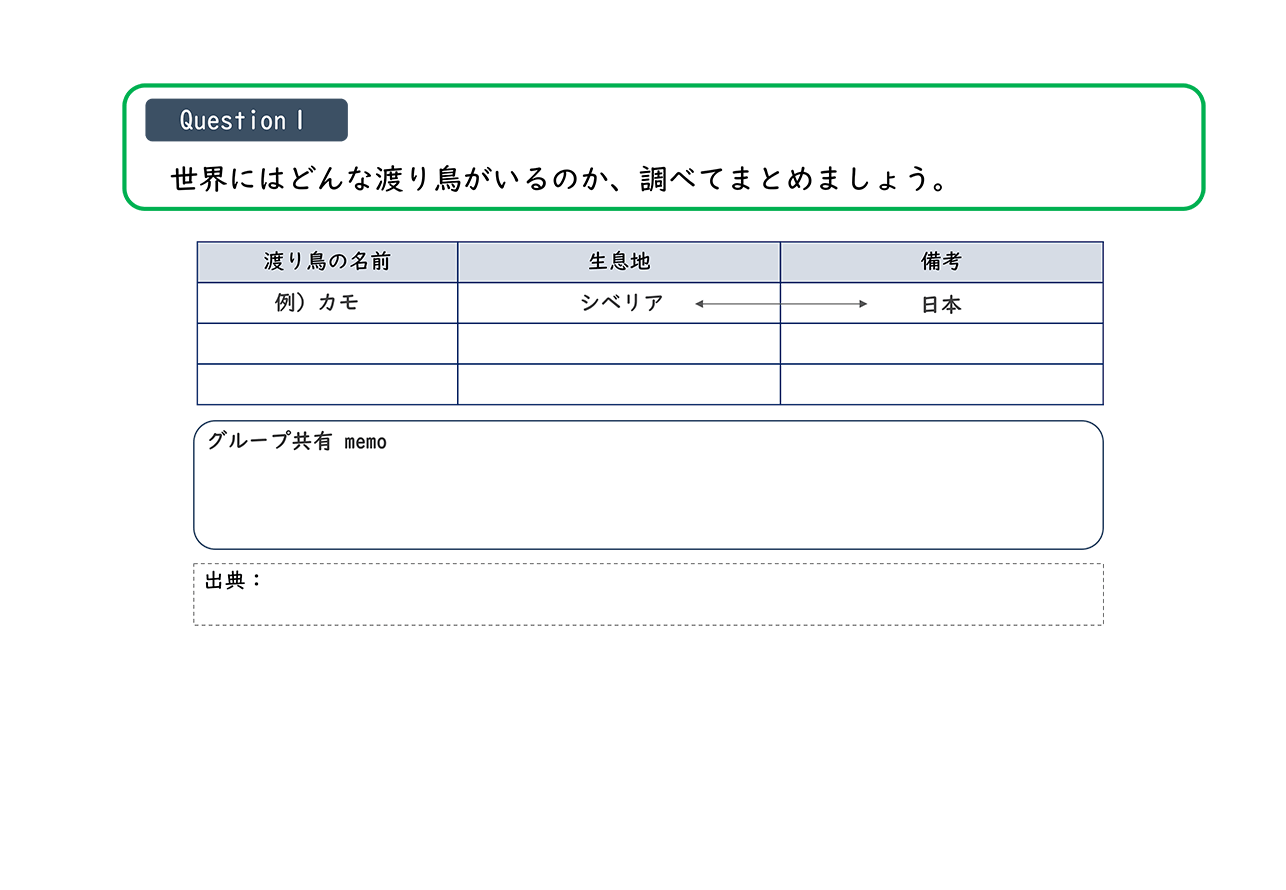 Question 1
世界にはどんな渡り鳥がいるのか、調べてまとめましょう。
渡り鳥の名前 生息地 備考
例）カモ シベリア 日本
グループ共有 memo
出典：